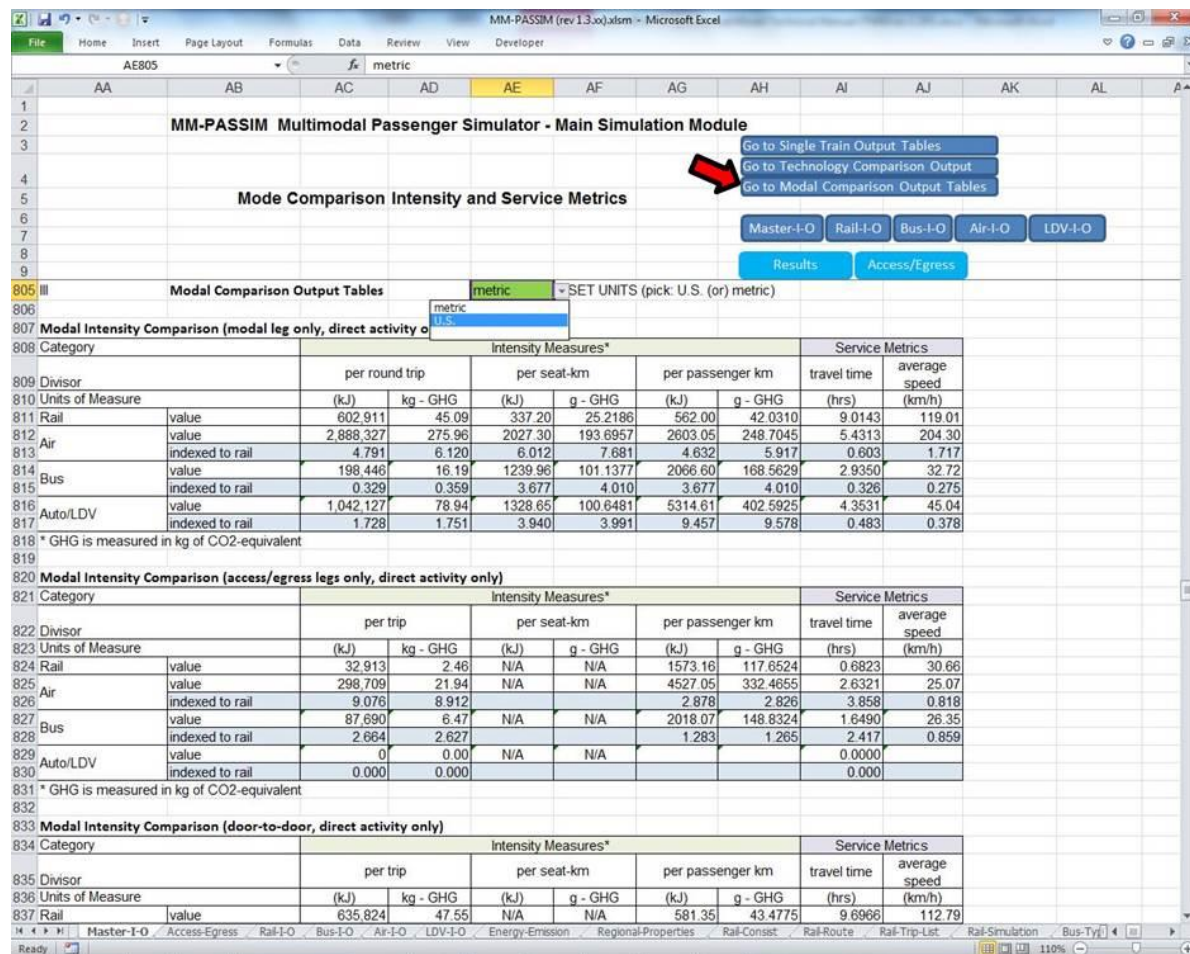 MM-PASSIM (rev 1.3.xx).xlsm - Microsoft Excel
File Home Insert Page Layout Formulas Data Review View Developer
AE805 fx metric
AA AB AC AD AE AF AG AH AI AJ AK AL
1
2 MM-PASSIM Multimodal Passenger Simulator - Main Simulation Module
3 Go to Single Train Output Tables
Go to Technology Comparison Output
4 Go to Modal Comparison Output Tables
5 Mode Comparison Intensity and Service Metrics
6 Master-I-O Rail-I-O Bus-I-O Air-I-O LDV-I-O
7
8 Results Access/Egress
9
805 III Modal Comparison Output Tables metric SET UNITS (pick: U.S. (or) metric)
806 metric
U.S.
807 Modal Intensity Comparison (modal leg only, direct activity o
808 Category Intensity Measures* Service Metrics
809 Divisor per round trip per seat-km per passenger km travel time average speed
810 Units of Measure (kJ) kg - GHG (kJ) g - GHG (kJ) g - GHG (hrs) (km/h)
811 Rail value 602,911 45.09 337.20 25.2186 562.00 42.0310 9.0143 119.01
812 Air value 2,888,327 275.96 2027.30 193.6957 2603.05 248.7045 5.4313 204.30
813 indexed to rail 4.791 6.120 6.012 7.681 4.632 5.917 0.603 1.717
814 Bus value 198,446 16.19 1239.96 101.1377 2066.60 168.5629 2.9350 32.72
815 indexed to rail 0.329 0.359 3.677 4.010 3.677 4.010 0.326 0.275
816 Auto/LDV value 1,042,127 78.94 1328.65 100.6481 5314.61 402.5925 4.3531 45.04
817 indexed to rail 1.728 1.751 3.940 3.991 9.457 9.578 0.483 0.378
818 * GHG is measured in kg of CO2-equivalent
819
820 Modal Intensity Comparison (access/egress legs only, direct activity only)
821 Category Intensity Measures* Service Metrics
822 Divisor per trip per seat-km per passenger km travel time average speed
823 Units of Measure (kJ) kg - GHG (kJ) g - GHG (kJ) g - GHG (hrs) (km/h)
824 Rail value 32,913 2.46 N/A N/A 1573.16 117.6524 0.6823 30.66
825 Air value 298,709 21.94 N/A N/A 4527.05 332.4655 2.6321 25.07
826 indexed to rail 9.076 8.912 2.878 2.826 3.858 0.818
827 Bus value 87,690 6.47 N/A N/A 2018.07 148.8324 1.6490 26.35
828 indexed to rail 2.664 2.627 1.283 1.265 2.417 0.859
829 Auto/LDV value 0 0.00 N/A N/A 0.0000
830 indexed to rail 0.000 0.000 0.000
831 * GHG is measured in kg of CO2-equivalent
832
833 Modal Intensity Comparison (door-to-door, direct activity only)
834 Category Intensity Measures* Service Metrics
835 Divisor per trip per seat-km per passenger km travel time average speed
836 Units of Measure (kJ) kg - GHG (kJ) g - GHG (kJ) g - GHG (hrs) (km/h)
837 Rail value 635,824 47.55 N/A N/A 581.35 43.4775 9.6966 112.79
Master-I-O Access-Egress Rail-I-O Bus-I-O Air-I-O LDV-I-O Energy-Emission Regional-Properties Rail-Consist Rail-Route Rail-Trip-List Rail-Simulation Bus-Typ
Ready 110%